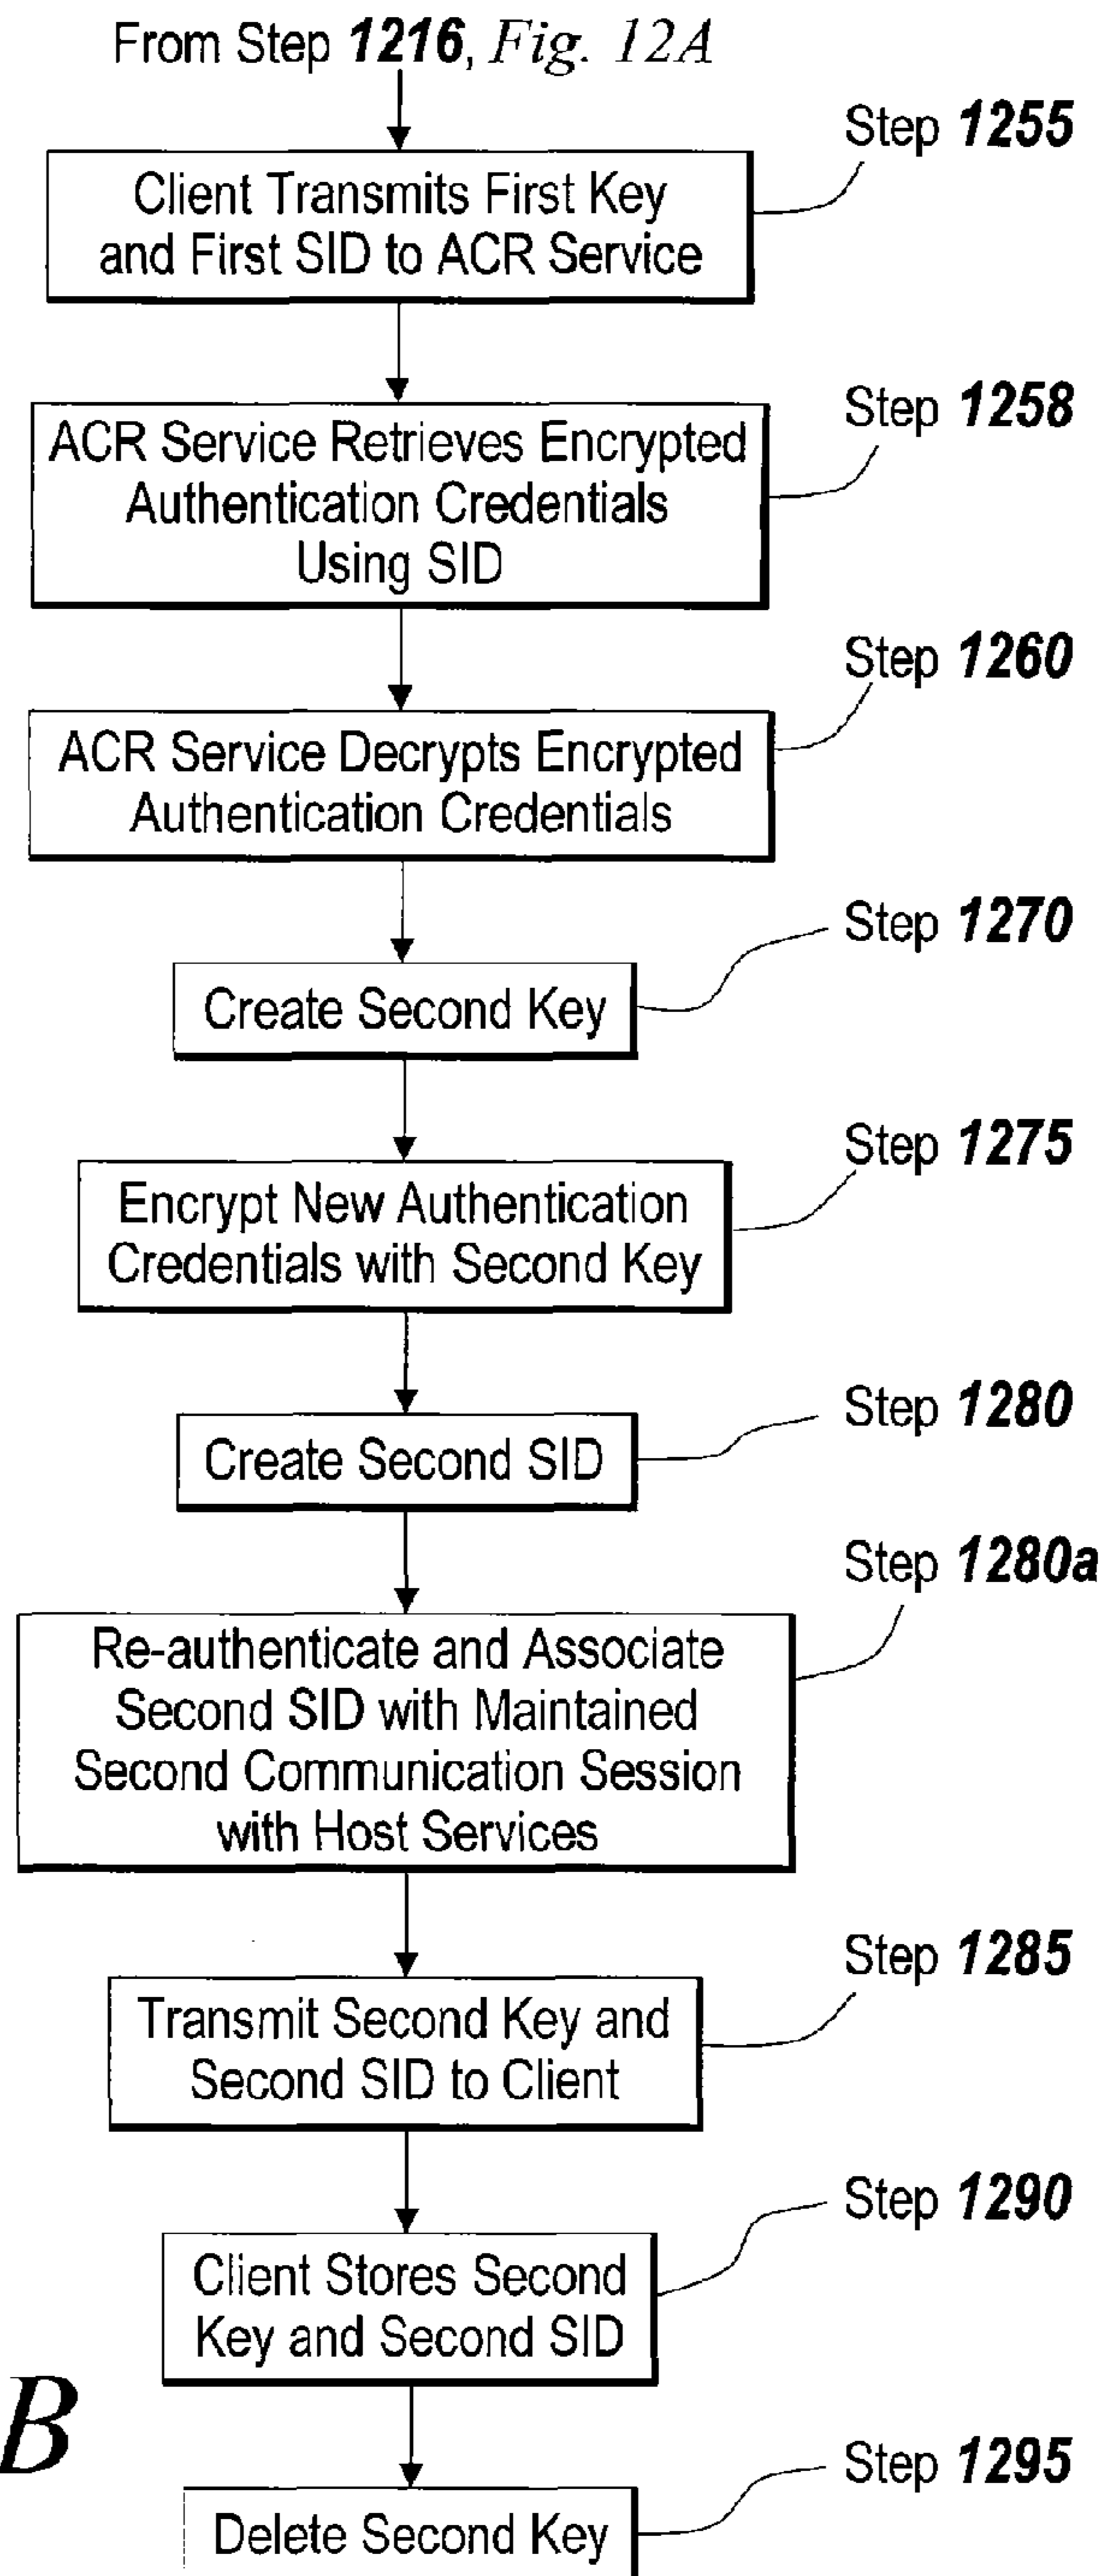 From Step 1216, Fig. 12A
Step 1255
Client Transmits First Key
and First SID to ACR Service
Step 1258
ACR Service Retrieves Encrypted
Authentication Credentials
Using SID
Step 1260
ACR Service Decrypts Encrypted
Authentication Credentials
Step 1270
Create Second Key
Step 1275
Encrypt New Authentication
Credentials with Second Key
Step 1280
Create Second SID
Step 1280a
Re-authenticate and Associate
Second SID with Maintained
Second Communication Session
with Host Services
Step 1285
Transmit Second Key and
Second SID to Client
Step 1290
Client Stores Second
Key and Second SID
B
Step 1295
Delete Second Key